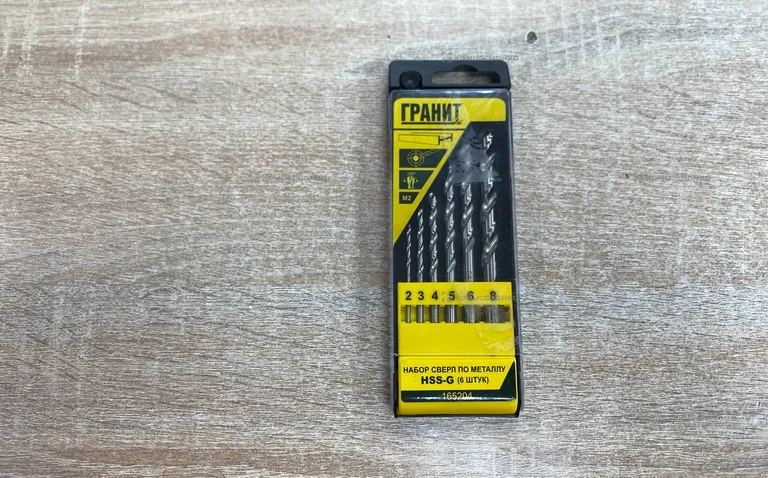 ГРАНИТ
M2
2 3 4 5 6 8
НАБОР СВЕРЛ ПО МЕТАЛЛУ
HSS-G (6 ШТУК)
165204